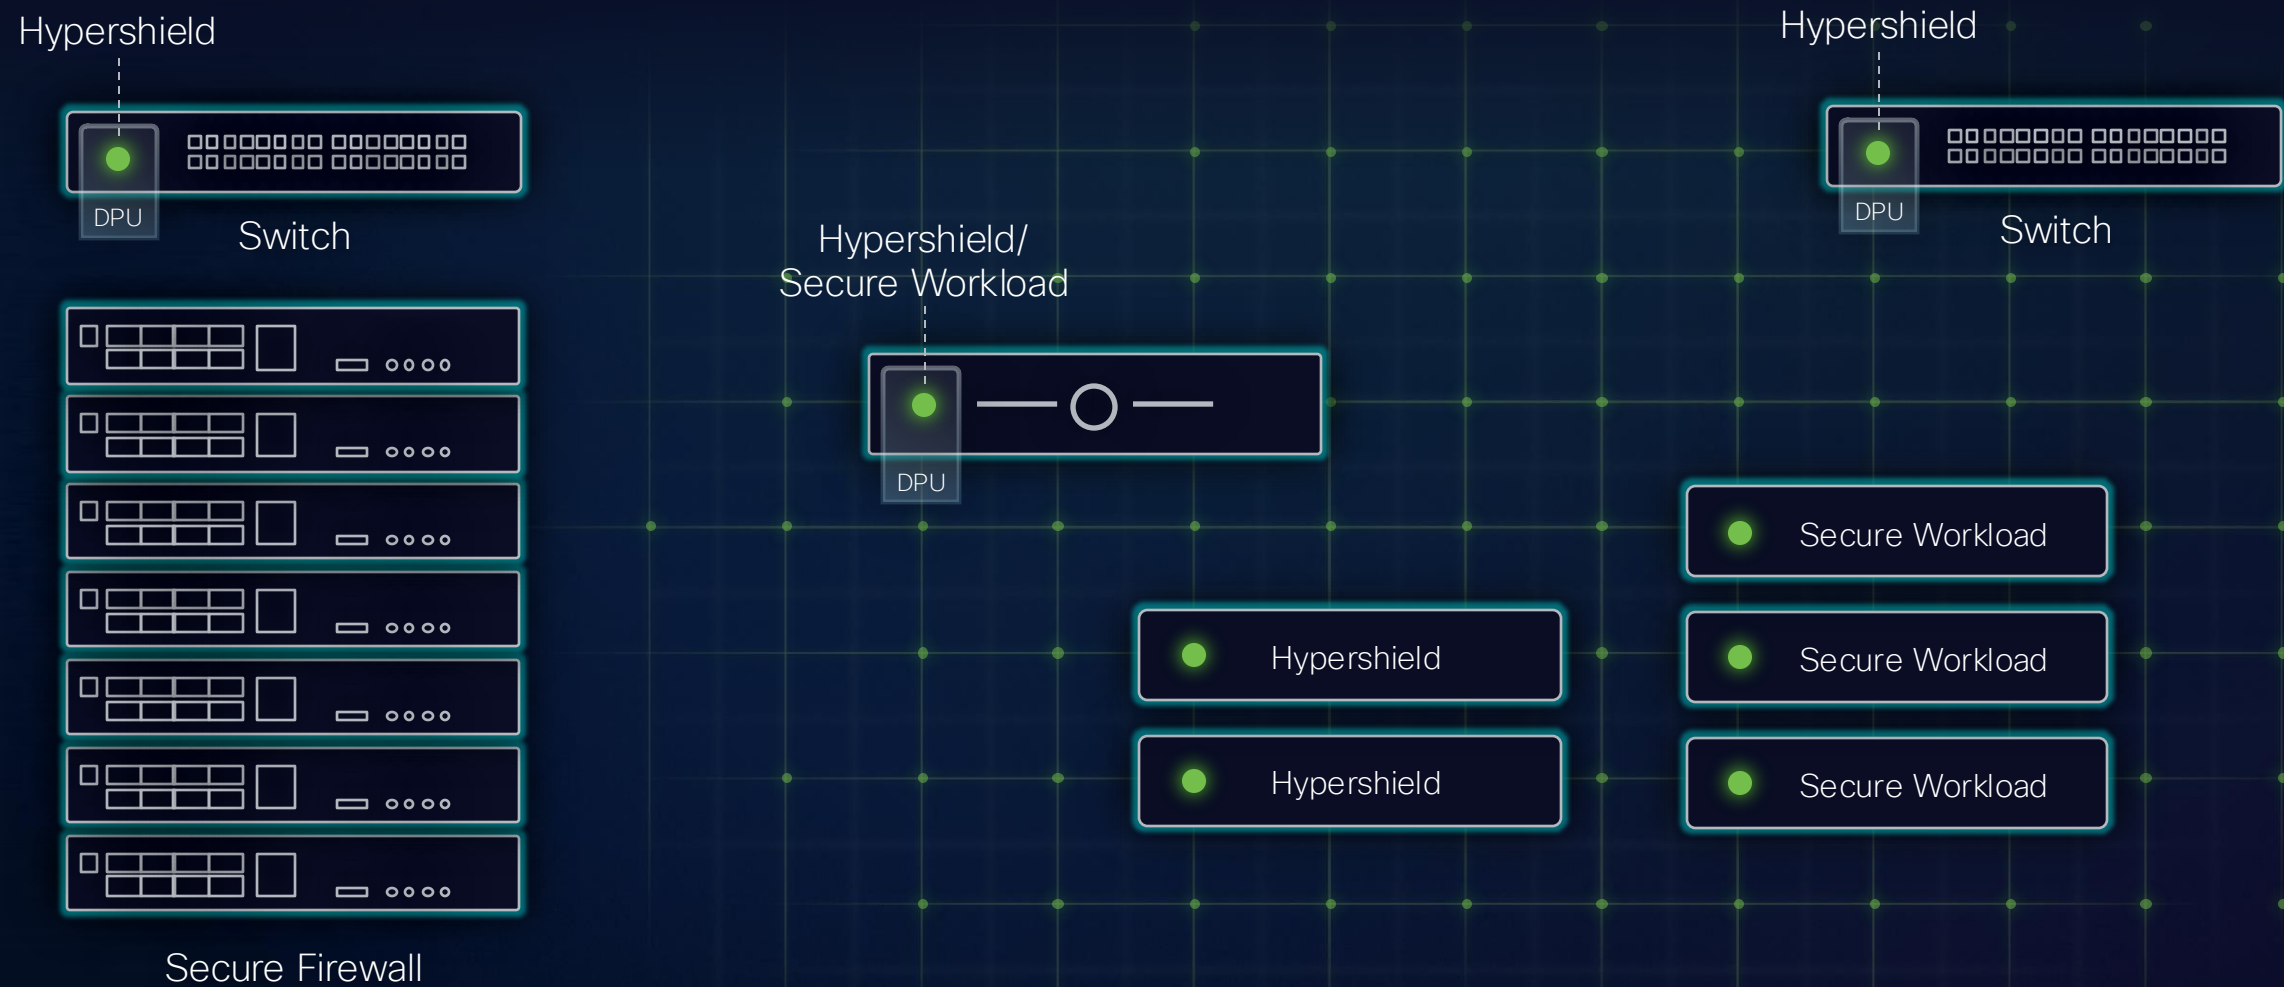 Hypershield
DPU
Switch
Secure Firewall
Hypershield/
Secure Workload
DPU
Hypershield
Hypershield
Hypershield
DPU
Switch
Secure Workload
Secure Workload
Secure Workload